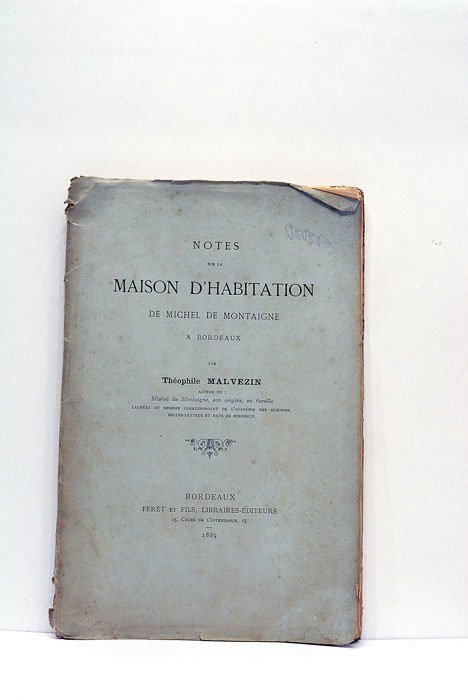 NOTES
SUR LA
MAISON D'HABITATION
DE MICHEL DE MONTAIGNE
A BORDEAUX
PAR
Théophile MALVEZIN
AUTEUR DE :
Michel de Montaigne, son origine, sa famille
LAURÉAT ET MEMBRE CORRESPONDANT DE L'ACADÉMIE DES SCIENCES,
BELLES-LETTRES ET ARTS DE BORDEAUX.
BORDEAUX
FERET ET FILS, LIBRAIRES-ÉDITEURS
15, COURS DE L'INTENDANCE, 15
1889